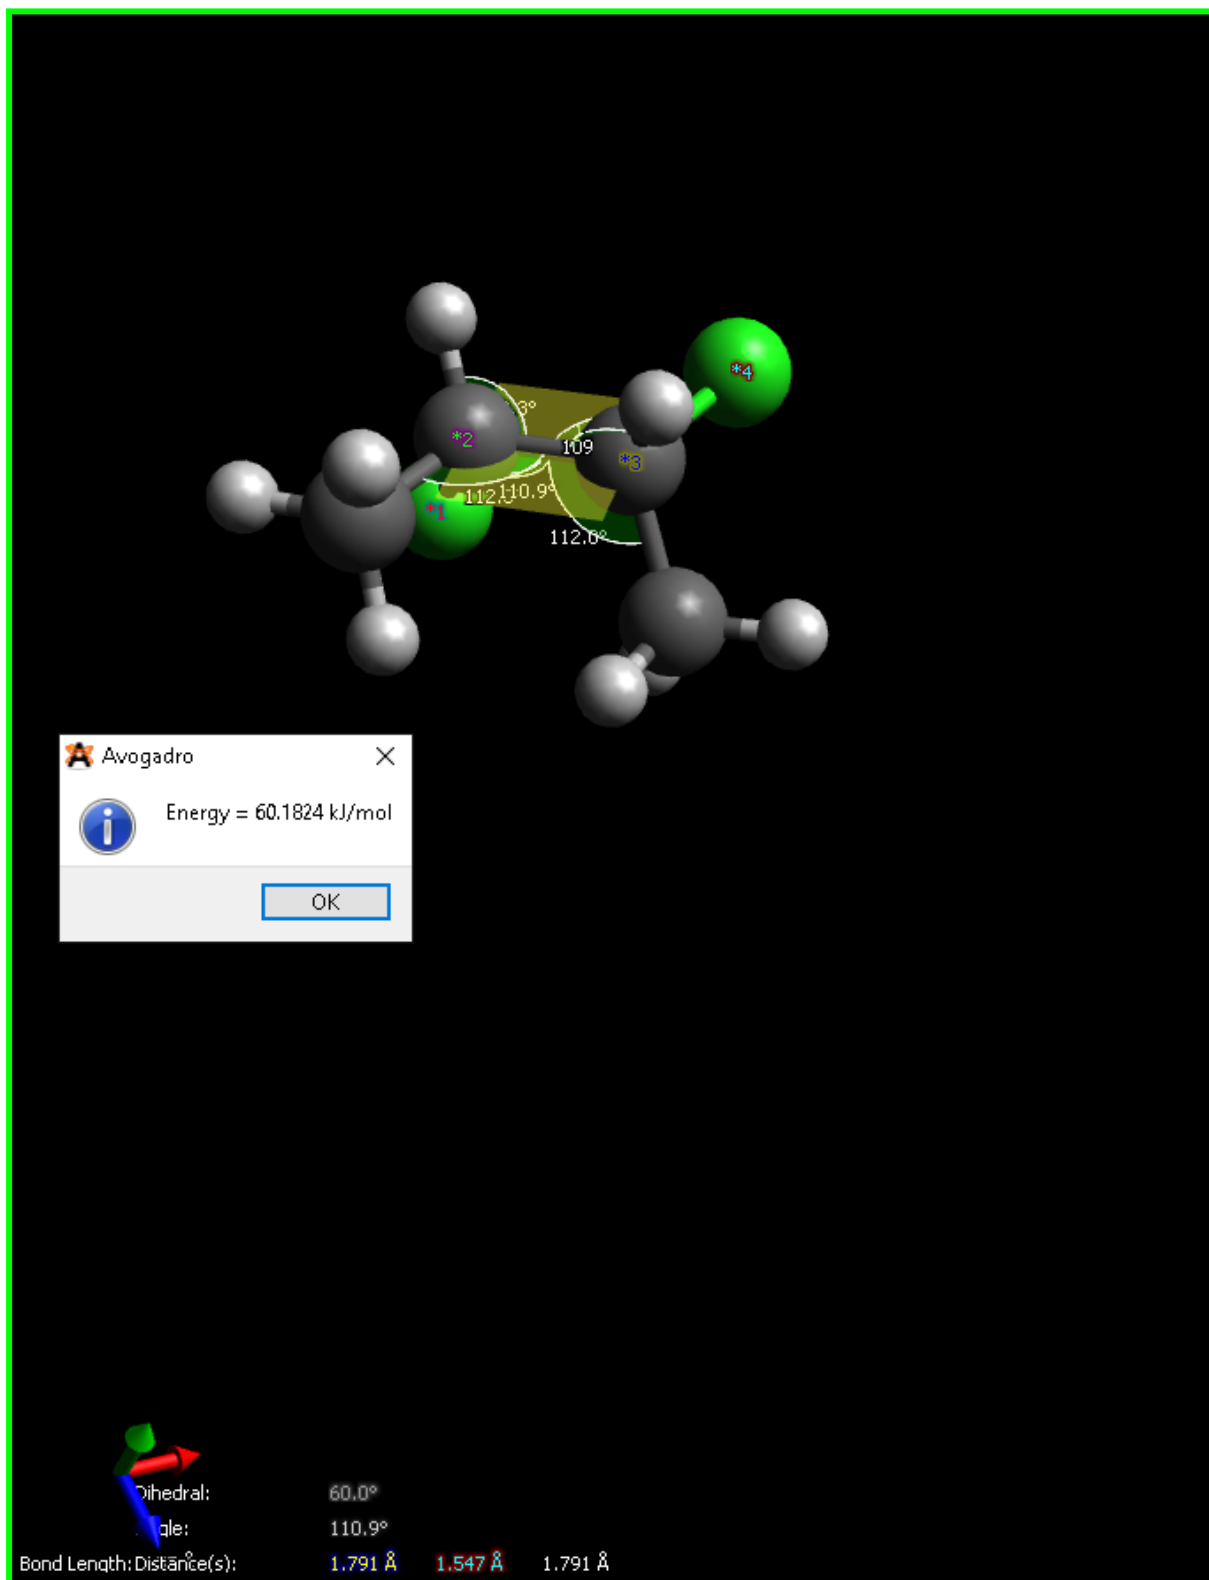 *4
*2
109
*3
110.9°
*1
112.0°
Avogadro
Energy = 60.1824 kJ/mol
OK
Dihedral:	60.0°
110.9°
Bond Length: Distance(s):	1.791 Å	1.547 Å	1.791 Å